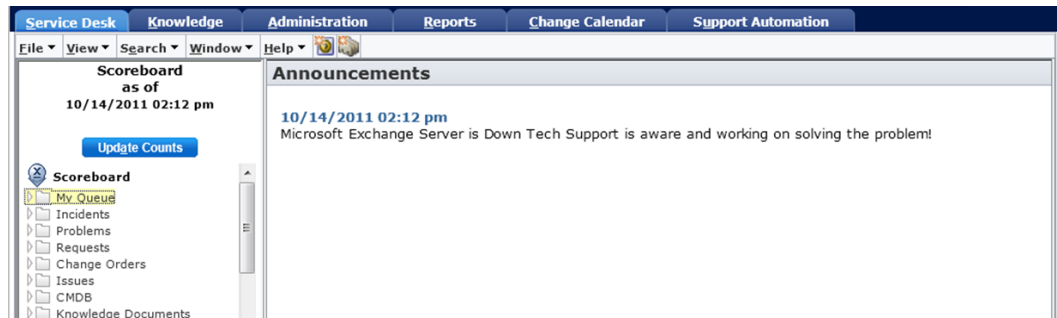 Service Desk Knowledge Administration Reports Change Calendar Support Automation
File View Search Window Help
Scoreboard
as of
10/14/2011 02:12 pm
Update Counts
Scoreboard
My Queue
Incidents
Problems
Requests
Change Orders
Issues
CMDB
Knowledge Documents
Announcements
10/14/2011 02:12 pm
Microsoft Exchange Server is Down Tech Support is aware and working on solving the problem!